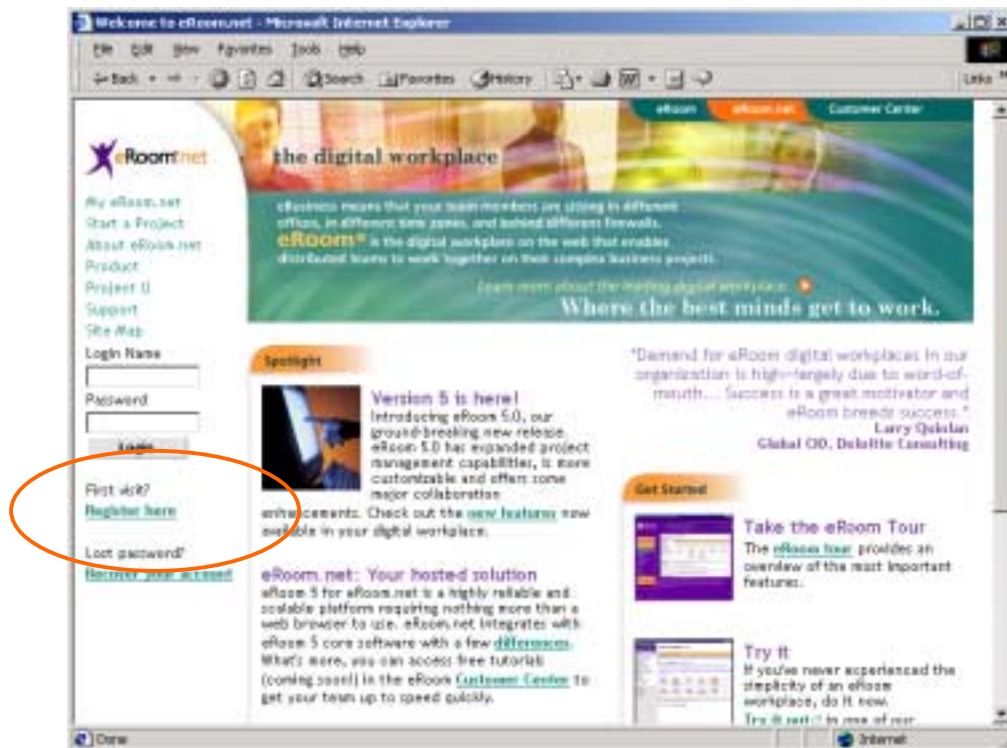 Welcome to eRoom.net - Microsoft Internet Explorer
File Edit View Favorites Tools Help
Back Search Favorites History Links
eRoom eRoom.net Customer Center
eRoom.net
the digital workplace
My eRoom.net
Start a Project
About eRoom.net
Product
Project U
Support
Site Map
eBusiness means that your team members are sitting in different
offices, in different time zones, and behind different firewalls.
eRoom® is the digital workplace on the web that enables
distributed teams to work together on their complex business projects.
Learn more about the leading digital workplace
Where the best minds get to work.
Login Name
Password
Login
First visit?
Register here
Lost password?
Recover your account
Spotlight
Version 5 is here!
Introducing eRoom 5.0, our
ground-breaking new release.
eRoom 5.0 has expanded project
management capabilities, is more
customizable and offers some
major collaboration
enhancements. Check out the new features now
available in your digital workplace.
eRoom.net: Your hosted solution
eRoom 5 for eRoom.net is a highly reliable and
scalable platform requiring nothing more than a
web browser to use. eRoom.net integrates with
eRoom 5 core software with a few differences.
What's more, you can access free tutorials
(coming soon!) in the eRoom Customer Center to
get your team up to speed quickly.
"Demand for eRoom digital workplaces in our
organization is high—largely due to word-of-
mouth... Success is a great motivator and
eRoom breeds success."
Larry Quinlan
Global CIO, Deloitte Consulting
Get Started
Take the eRoom Tour
The eRoom tour provides an
overview of the most important
features.
Try it
If you've never experienced the
simplicity of an eRoom
workplace, do it now.
in one of our
Done
Internet